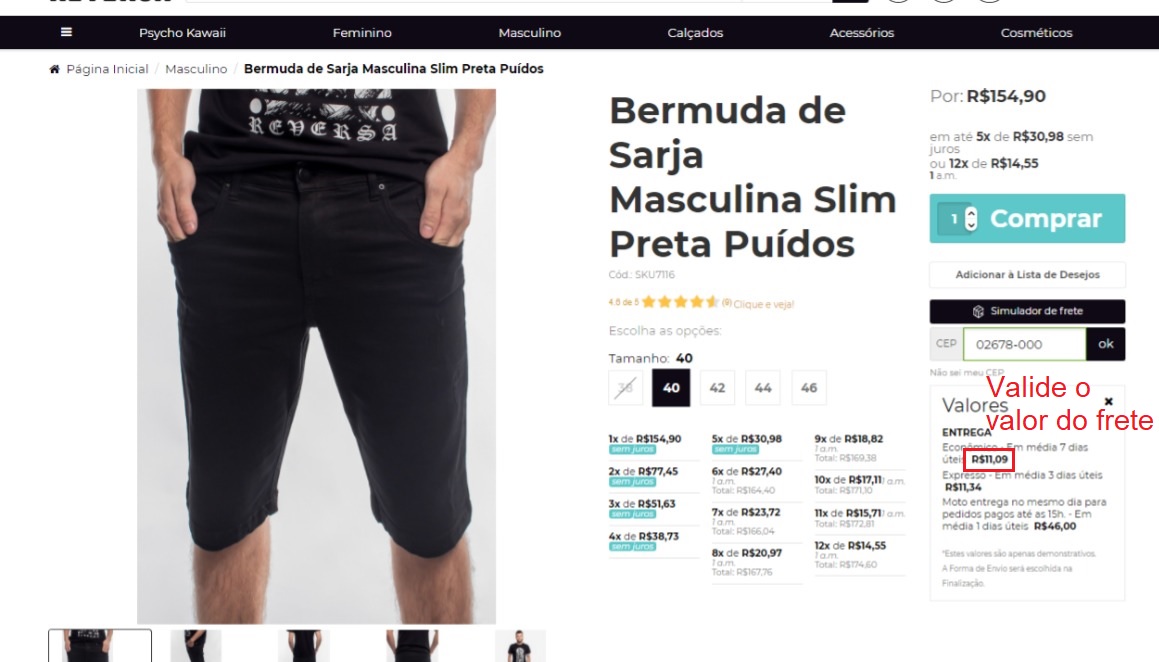 Psycho Kawaii Feminino Masculino Calçados Acessórios Cosméticos
Página Inicial / Masculino / Bermuda de Sarja Masculina Slim Preta Puídos
REVERSA
Bermuda de
Sarja
Masculina Slim
Preta Puídos
Cód.: SKU7116
4.8 de 5 (9) Clique e veja!
Escolha as opções:
Tamanho: 40
38 40 42 44 46
1x de R$154,90
sem juros
2x de R$77,45
sem juros
3x de R$51,63
sem juros
4x de R$38,73
sem juros
5x de R$30,98
sem juros
6x de R$27,40
1 a.m.
Total: R$164,40
7x de R$23,72
1 a.m.
Total: R$166,04
8x de R$20,97
1 a.m.
Total: R$167,76
9x de R$18,82
1 a.m.
Total: R$169,38
10x de R$17,11 1 a.m.
Total: R$171,10
11x de R$15,71 1 a.m.
Total: R$172,81
12x de R$14,55
1 a.m.
Total: R$174,60
Por: R$154,90
em até 5x de R$30,98 sem
juros
ou 12x de R$14,55
1 a.m.
1 Comprar
Adicionar à Lista de Desejos
Simulador de frete
CEP 02678-000 ok
Não sei meu CEP
Valide o
valor do frete
Valores
ENTREGA
Econômico - Em média 7 dias
úteis R$11,09
Expresso - Em média 3 dias úteis
R$11,34
Moto entrega no mesmo dia para
pedidos pagos até as 15h. - Em
média 1 dias úteis R$46,00
*Estes valores são apenas demonstrativos.
A Forma de Envio será escolhida na
Finalização.